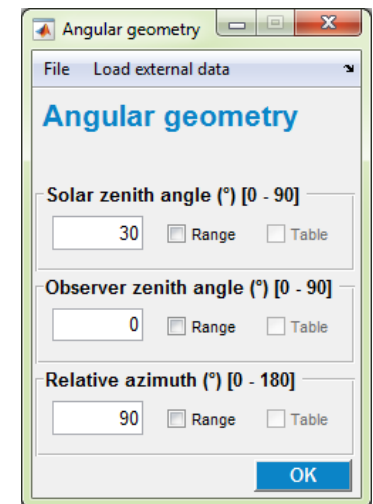 Angular geometry
File Load external data
Angular geometry
Solar zenith angle (°) [0 - 90]
30 Range Table
Observer zenith angle (°) [0 - 90]
0 Range Table
Relative azimuth (°) [0 - 180]
90 Range Table
OK